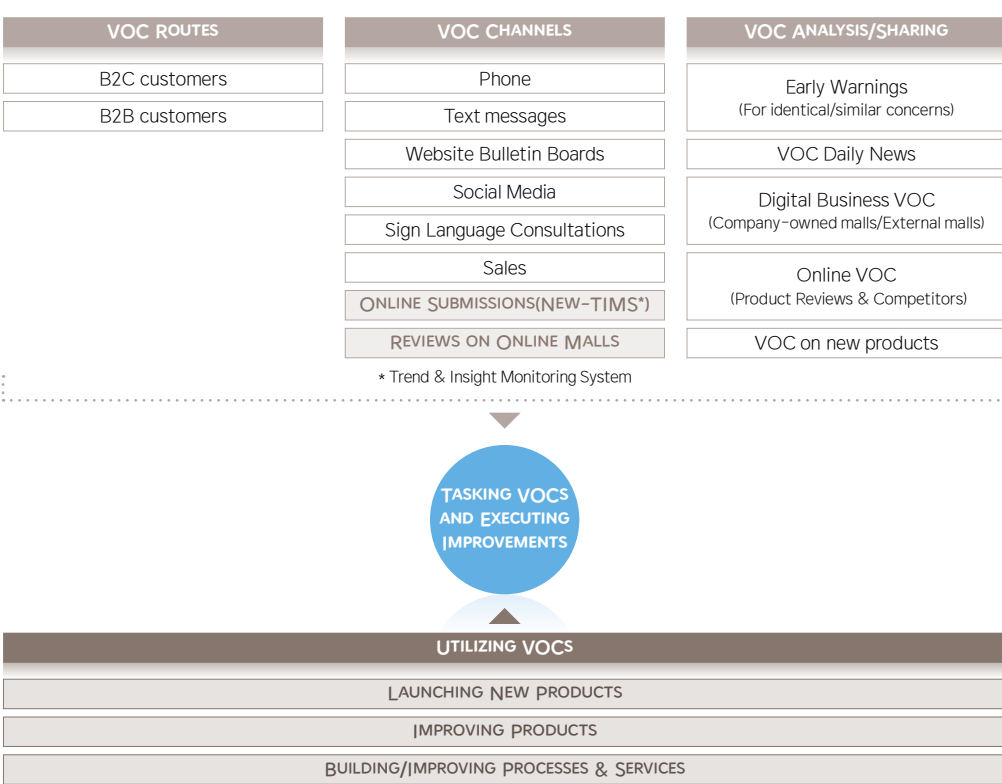 VOC ROUTES
B2C customers
B2B customers
VOC CHANNELS
Phone
Text messages
Website Bulletin Boards
Social Media
Sign Language Consultations
Sales
ONLINE SUBMISSIONS(NEW-TIMS*)
REVIEWS ON ONLINE MALLS
* Trend & Insight Monitoring System
VOC ANALYSIS/SHARING
Early Warnings
(For identical/similar concerns)
VOC Daily News
Digital Business VOC
(Company-owned malls/External malls)
Online VOC
(Product Reviews & Competitors)
VOC on new products
TASKING VOCS
AND EXECUTING
IMPROVEMENTS
UTILIZING VOCS
LAUNCHING NEW PRODUCTS
IMPROVING PRODUCTS
BUILDING/IMPROVING PROCESSES & SERVICES